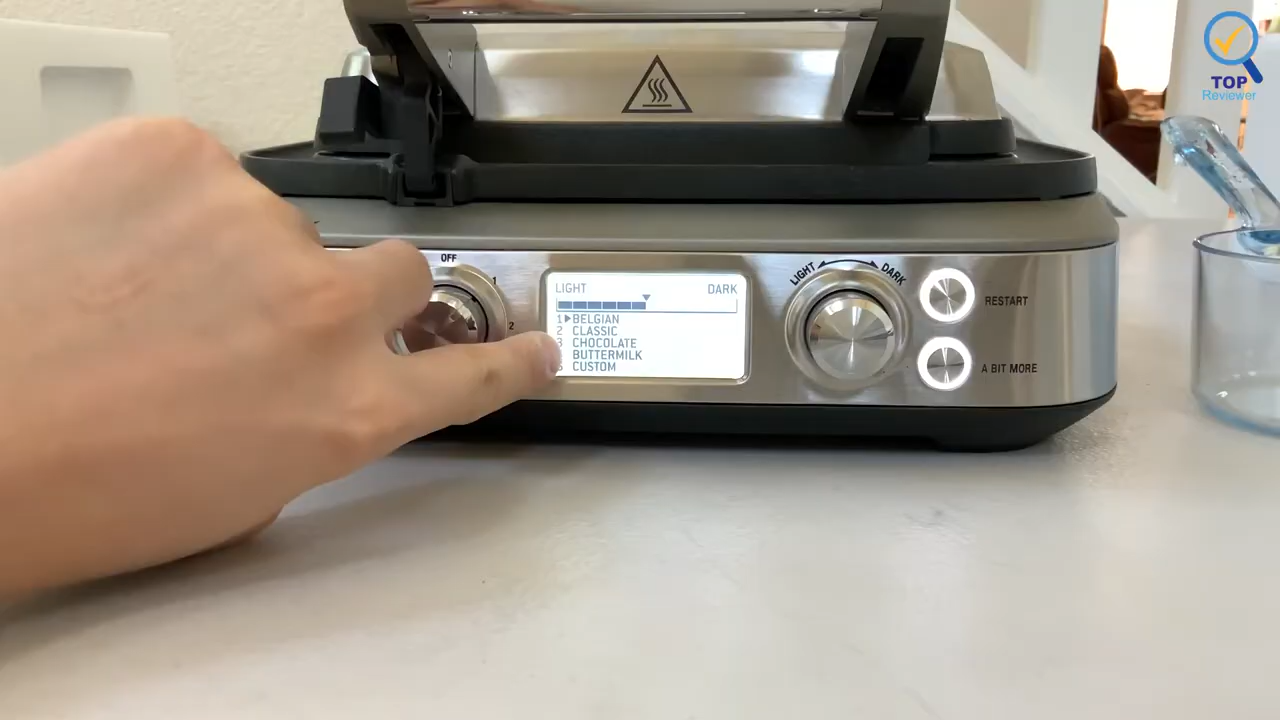 TOP
Reviewer
OFF
1
2
LIGHT DARK
1 BELGIAN
2 CLASSIC
3 CHOCOLATE
BUTTERMILK
CUSTOM
LIGHT DARK
RESTART
A BIT MORE